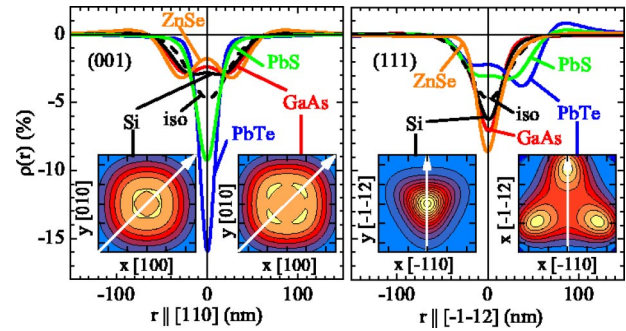 0
-5
-10
-15
ρ(r) (%)
(001)
ZnSe
PbS
GaAs
Si
iso
PbTe
y [010]
x [100]
y [010]
x [100]
-100
0
100
r || [110] (nm)
(111)
ZnSe
PbS
PbTe
Si
iso
GaAs
y [-1-12]
x [-110]
x [-1-12]
x [-110]
-100
0
100
r || [-1-12] (nm)